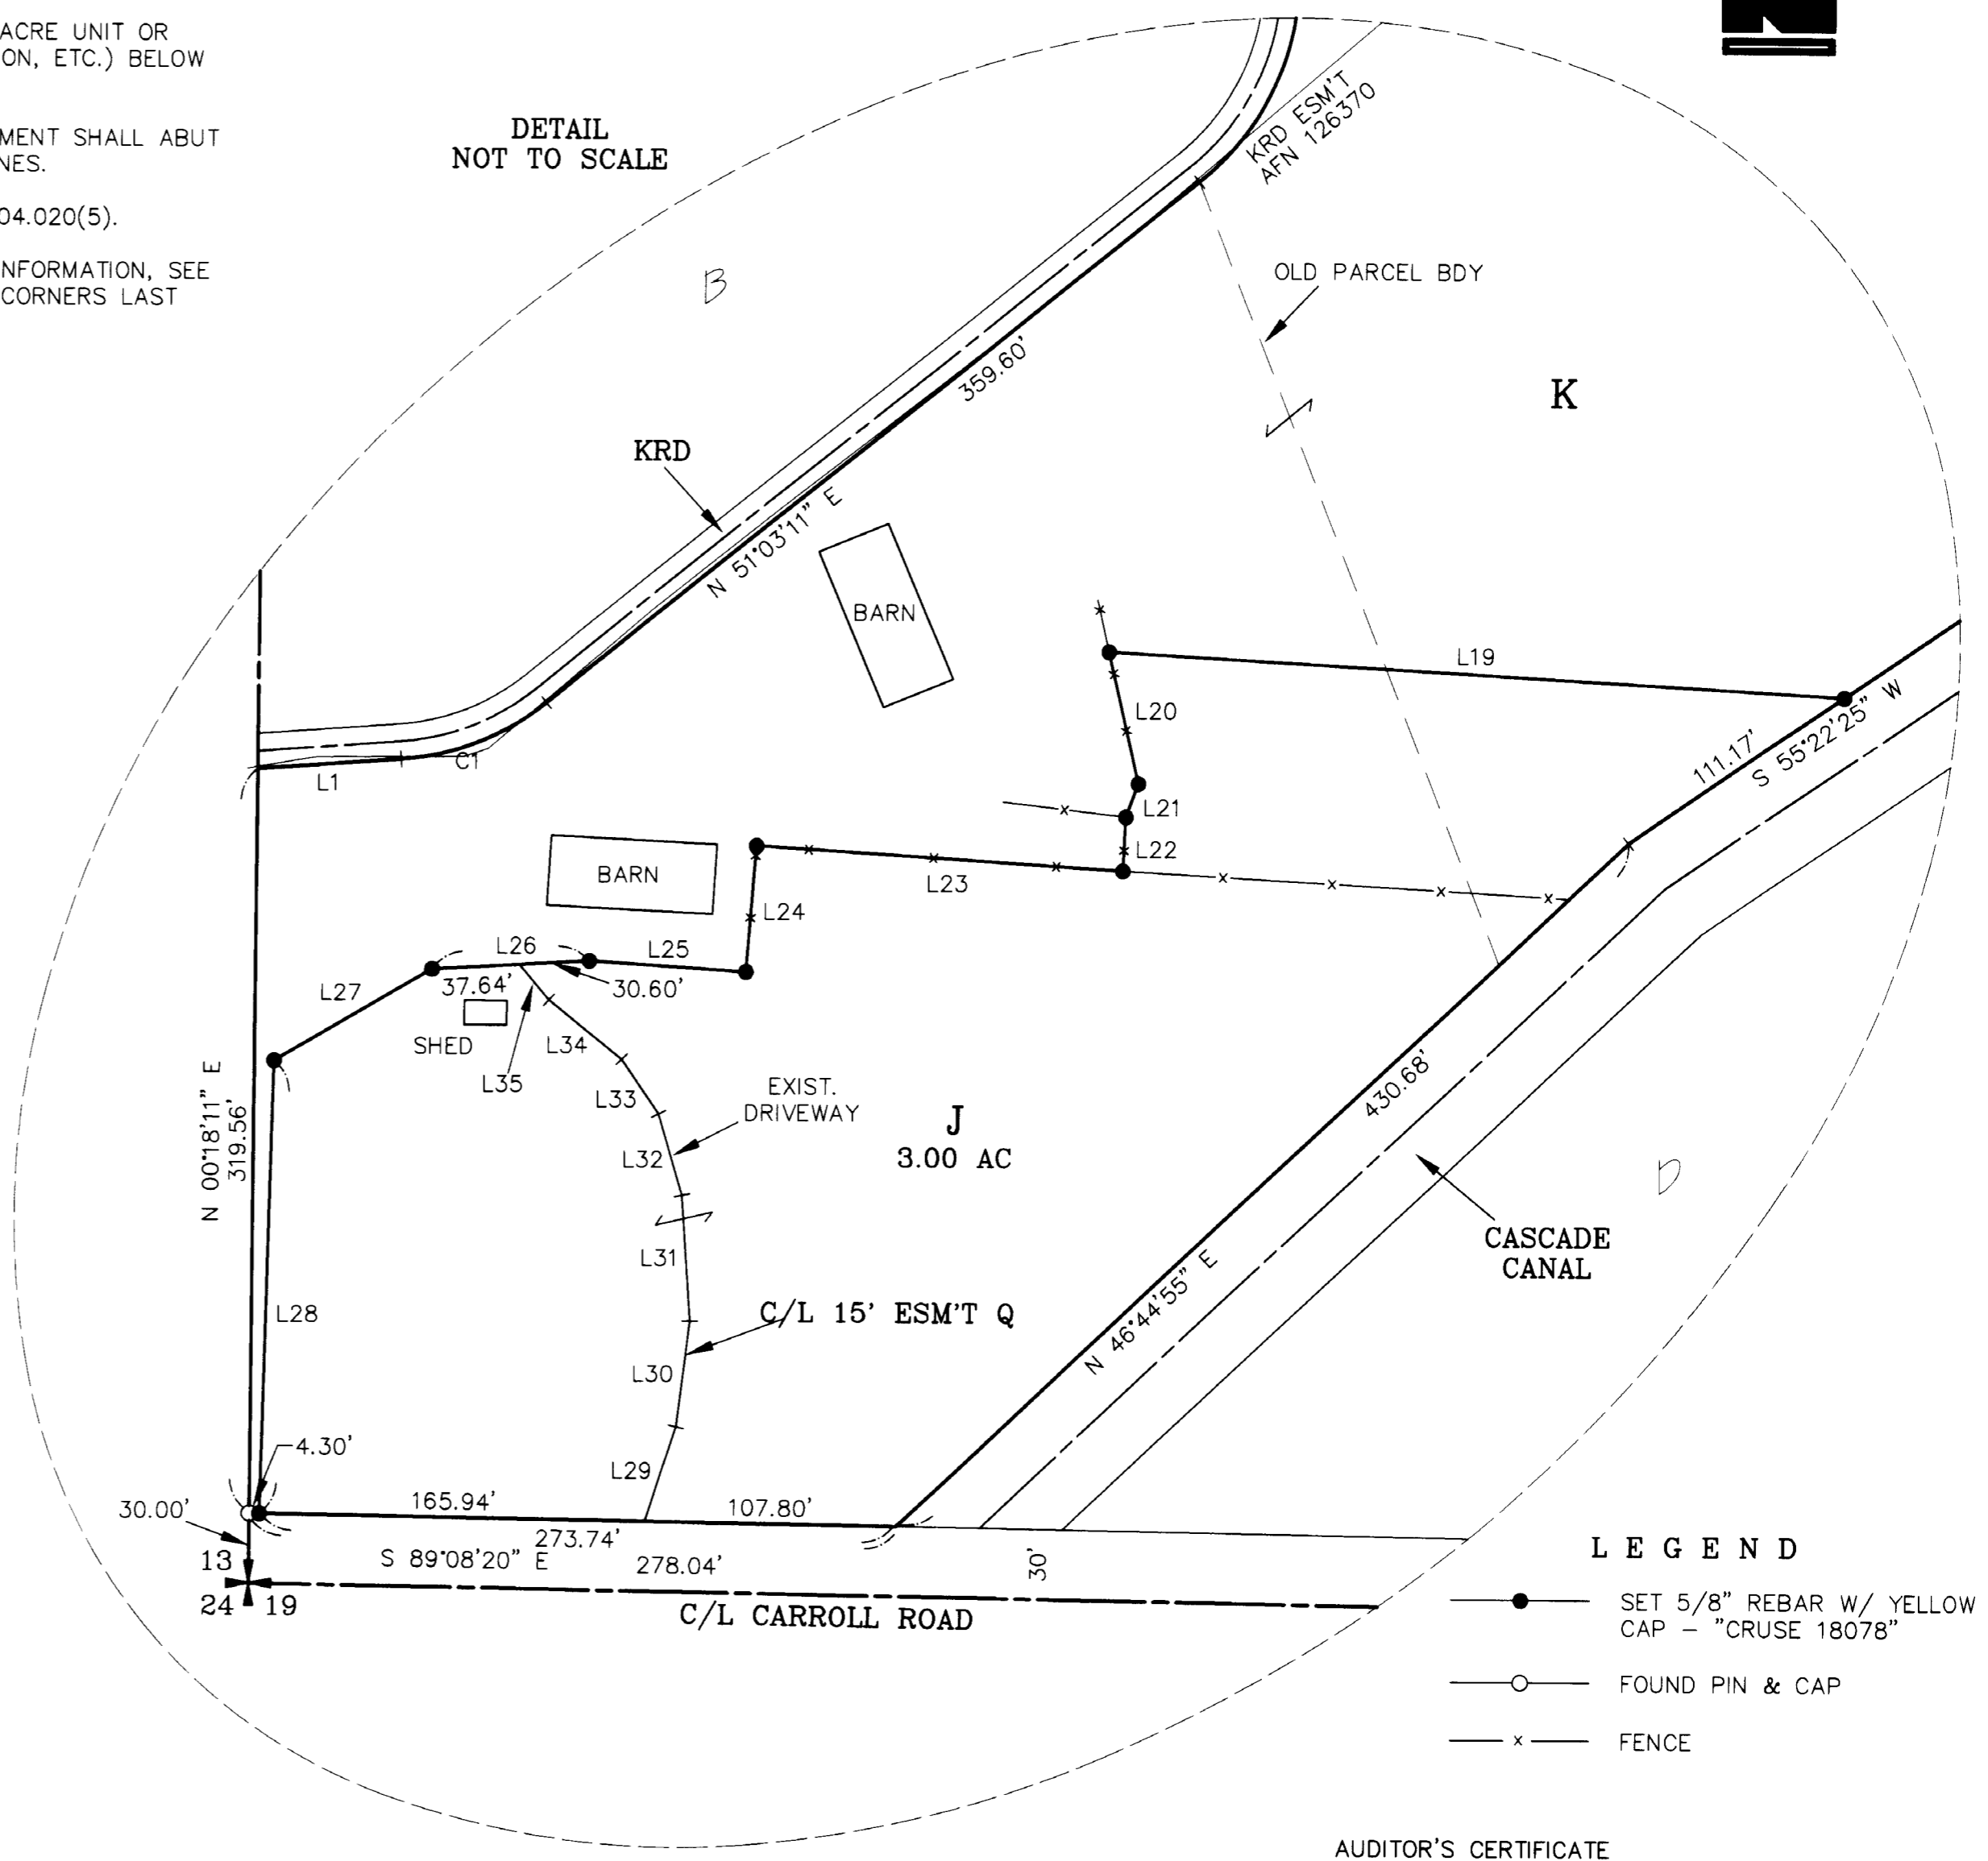 ACRE UNIT OR
ON, ETC.) BELOW
MENT SHALL ABUT
NES.
04.020(5).
NFORMATION, SEE
CORNERS LAST
DETAIL
NOT TO SCALE
KRD ESM'T
AFN 126370
B
OLD PARCEL BDY
359.60'
K
KRD
N 51°03'11" E
BARN
L19
L20
111.17'
S 55°22'25" W
L1
C1
L21
L22
BARN
L23
L24
L26
L25
37.64'
30.60'
L27
SHED
L34
L35
L33
EXIST.
DRIVEWAY
430.68'
N 00°18'11" E
319.56'
J
3.00 AC
L32
D
CASCADE
CANAL
L31
N 46°44'55" E
L28
C/L 15' ESM'T Q
L30
4.30'
L29
30.00'
165.94'
107.80'
273.74'
S 89°08'20" E
278.04'
30'
13
24
19
C/L CARROLL ROAD
LEGEND
SET 5/8" REBAR W/ YELLOW
CAP – "CRUSE 18078"
FOUND PIN & CAP
x FENCE
AUDITOR'S CERTIFICATE